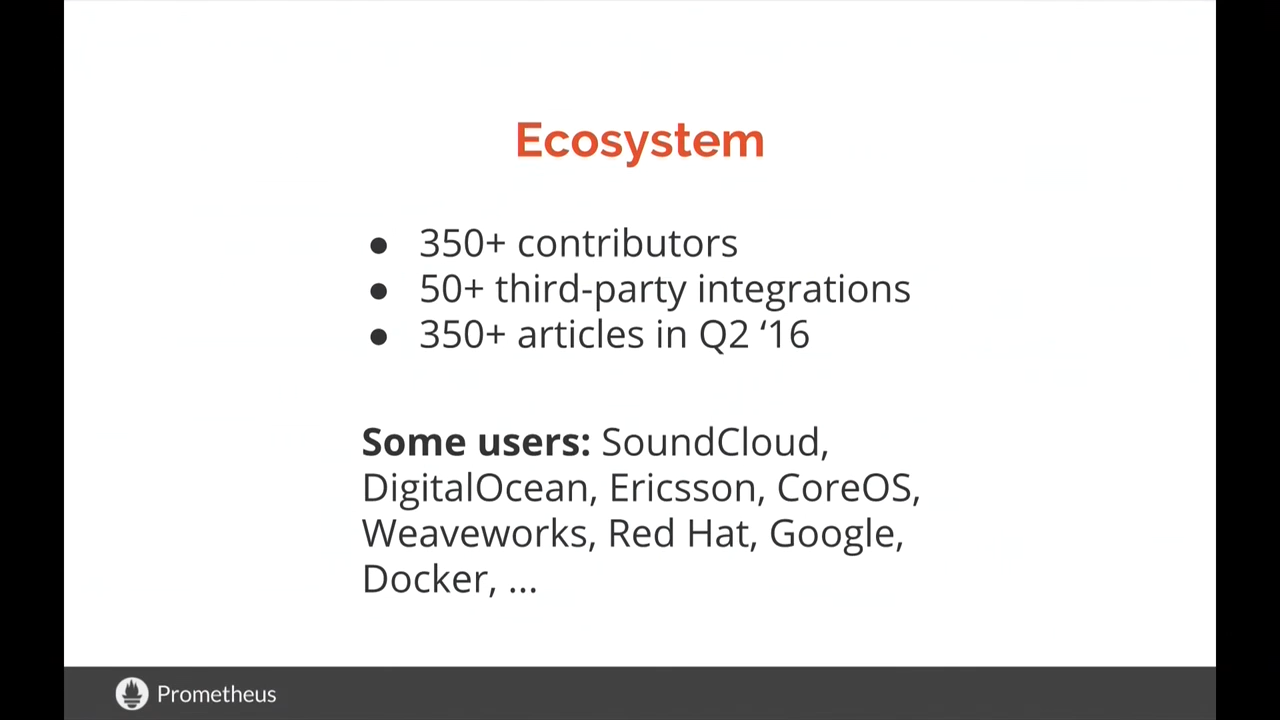 Ecosystem
● 350+ contributors
● 50+ third-party integrations
● 350+ articles in Q2 ‘16
Some users: SoundCloud,
DigitalOcean, Ericsson, CoreOS,
Weaveworks, Red Hat, Google,
Docker, ...
Prometheus